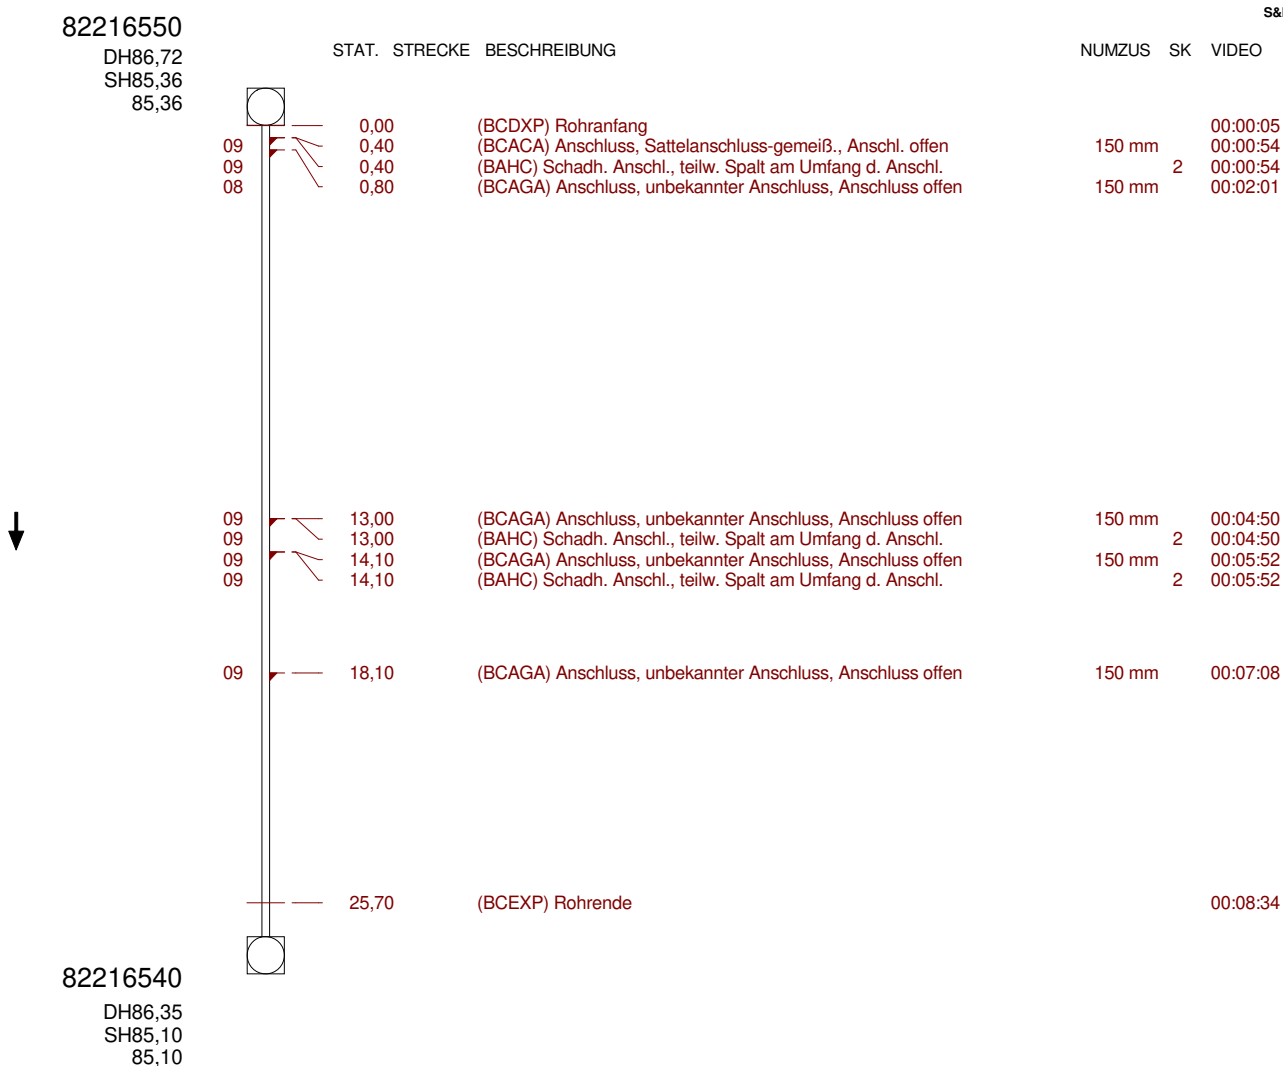 S&
82216550
DH86,72
SH85,36
85,36
STAT. STRECKE BESCHREIBUNG NUMZUS SK VIDEO
0,00 (BCDXP) Rohranfang 00:00:05
09 0,40 (BCACA) Anschluss, Sattelanschluss-gemeiß., Anschl. offen 150 mm 00:00:54
09 0,40 (BAHC) Schadh. Anschl., teilw. Spalt am Umfang d. Anschl. 2 00:00:54
08 0,80 (BCAGA) Anschluss, unbekannter Anschluss, Anschluss offen 150 mm 00:02:01
09 13,00 (BCAGA) Anschluss, unbekannter Anschluss, Anschluss offen 150 mm 00:04:50
09 13,00 (BAHC) Schadh. Anschl., teilw. Spalt am Umfang d. Anschl. 2 00:04:50
09 14,10 (BCAGA) Anschluss, unbekannter Anschluss, Anschluss offen 150 mm 00:05:52
09 14,10 (BAHC) Schadh. Anschl., teilw. Spalt am Umfang d. Anschl. 2 00:05:52
09 18,10 (BCAGA) Anschluss, unbekannter Anschluss, Anschluss offen 150 mm 00:07:08
25,70 (BCEXP) Rohrende 00:08:34
82216540
DH86,35
SH85,10
85,10